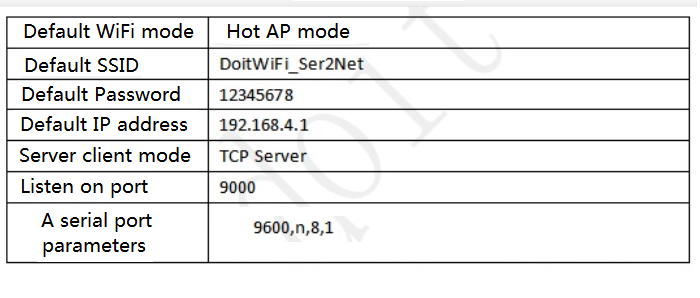 Default WiFi mode Hot AP mode
Default SSID DoitWiFi_Ser2Net
Default Password 12345678
Default IP address 192.168.4.1
Server client mode TCP Server
Listen on port 9000
A serial port
parameters 9600,n,8,1
doit